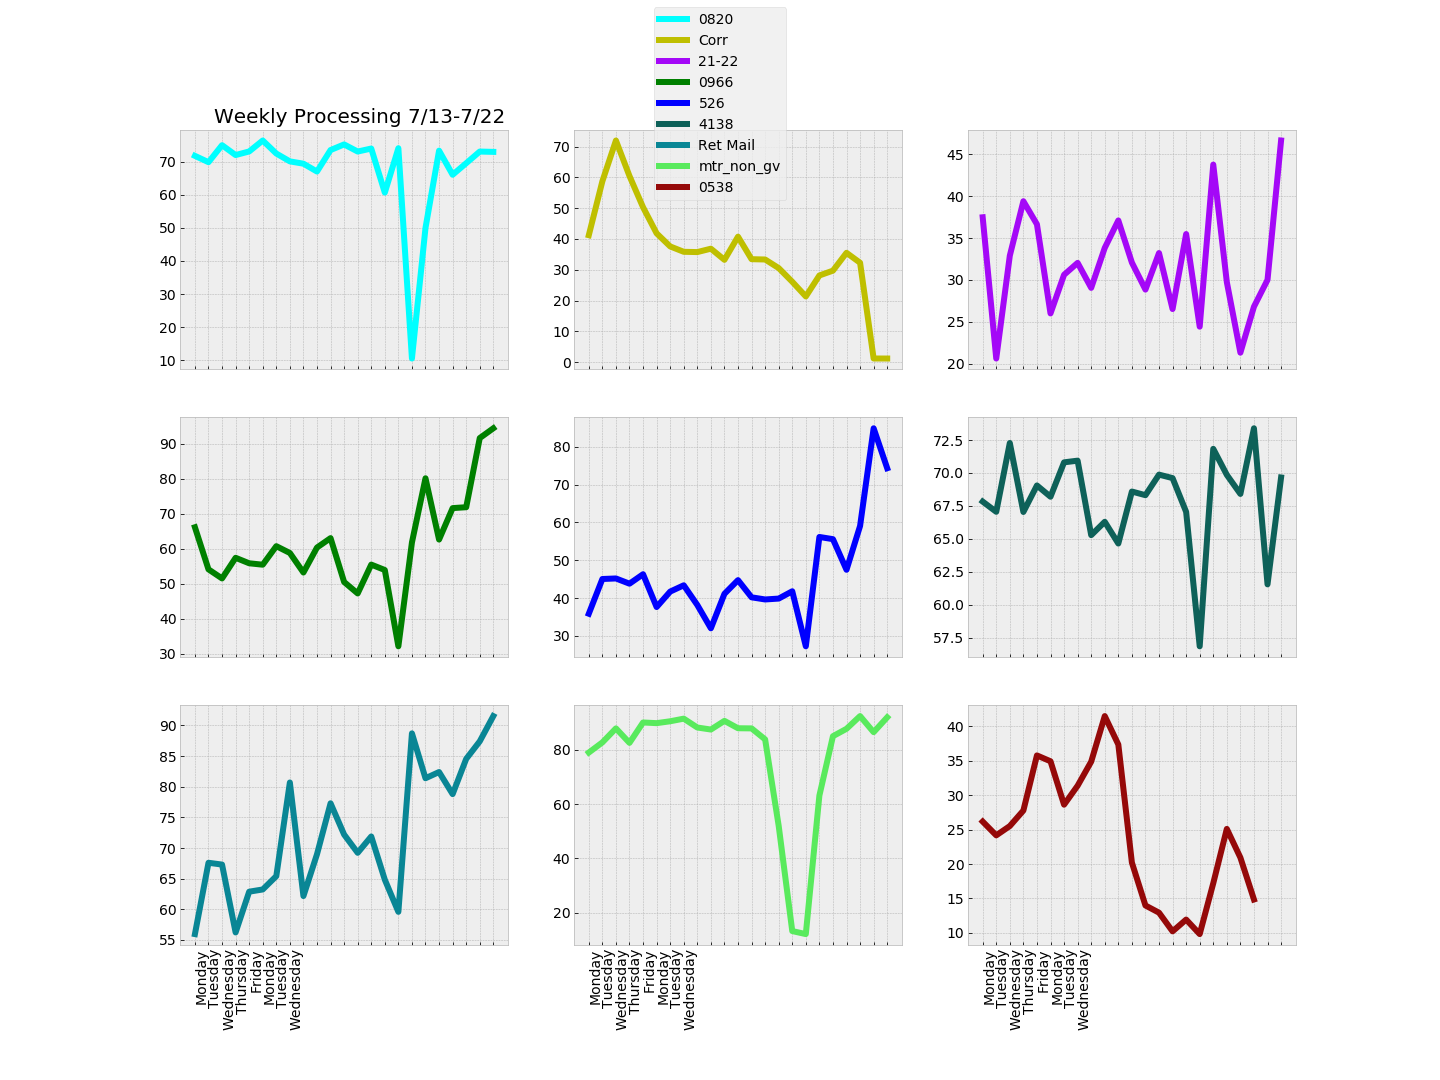 0820
Corr
21-22
0966
526
4138
Ret Mail
mtr_non_gv
0538
Weekly Processing 7/13-7/22
70
60
50
40
30
20
10
70
60
50
40
30
20
10
0
45
40
35
30
25
20
90
80
70
60
50
40
30
80
70
60
50
40
30
72.5
70.0
67.5
65.0
62.5
60.0
57.5
90
85
80
75
70
65
60
55
Monday
Tuesday
Wednesday
Thursday
Friday
Monday
Tuesday
Wednesday
80
60
40
20
Monday
Tuesday
Wednesday
Thursday
Friday
Monday
Tuesday
Wednesday
40
35
30
25
20
15
10
Monday
Tuesday
Wednesday
Thursday
Friday
Monday
Tuesday
Wednesday